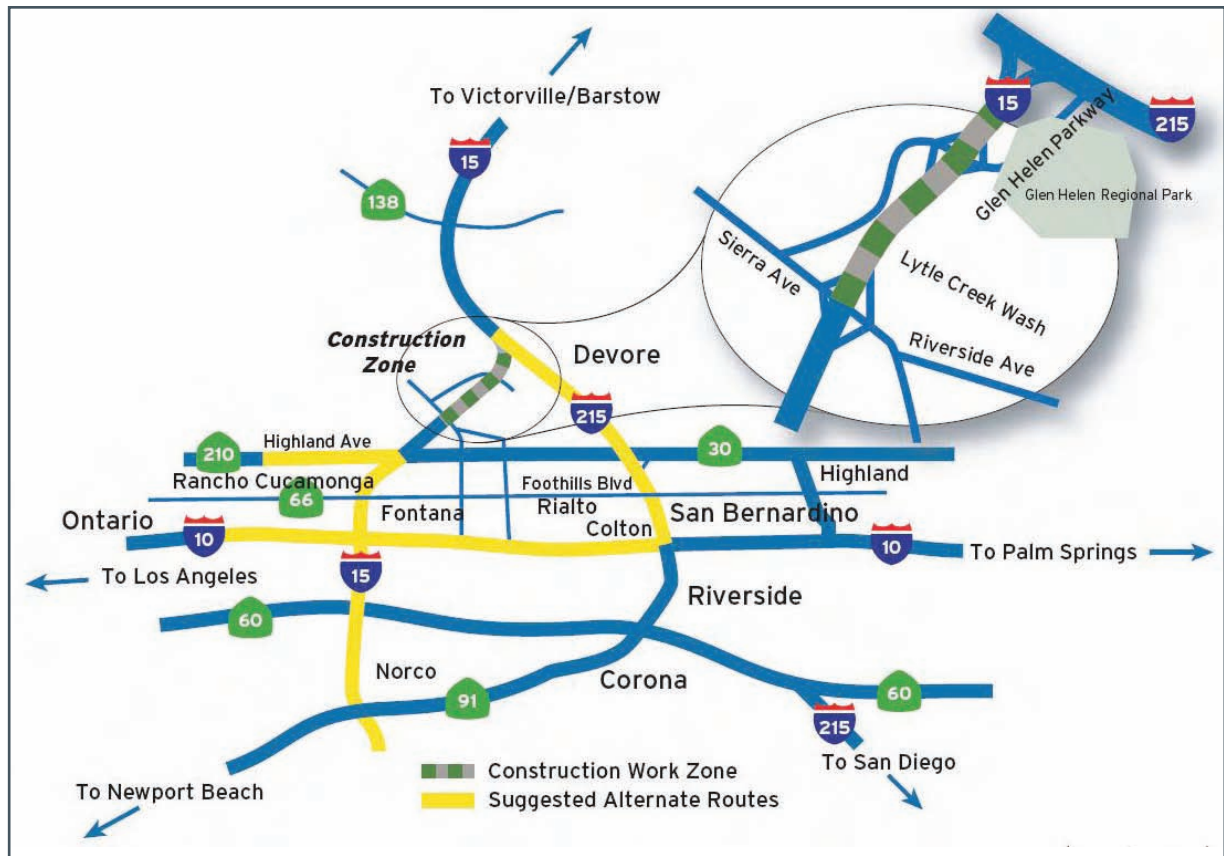 To Victorville/Barstow
15
138
Construction
Zone
Devore
215
210
Highland Ave
Rancho Cucamonga
66
30
Highland
Foothills Blvd
Fontana
Rialto
Colton
San Bernardino
Ontario
10
10
To Los Angeles
To Palm Springs
15
Riverside
60
Norco
Corona
91
60
215
To San Diego
To Newport Beach
Construction Work Zone
Suggested Alternate Routes
15
215
Glen Helen Parkway
Glen Helen Regional Park
Sierra Ave
Lytle Creek Wash
Riverside Ave